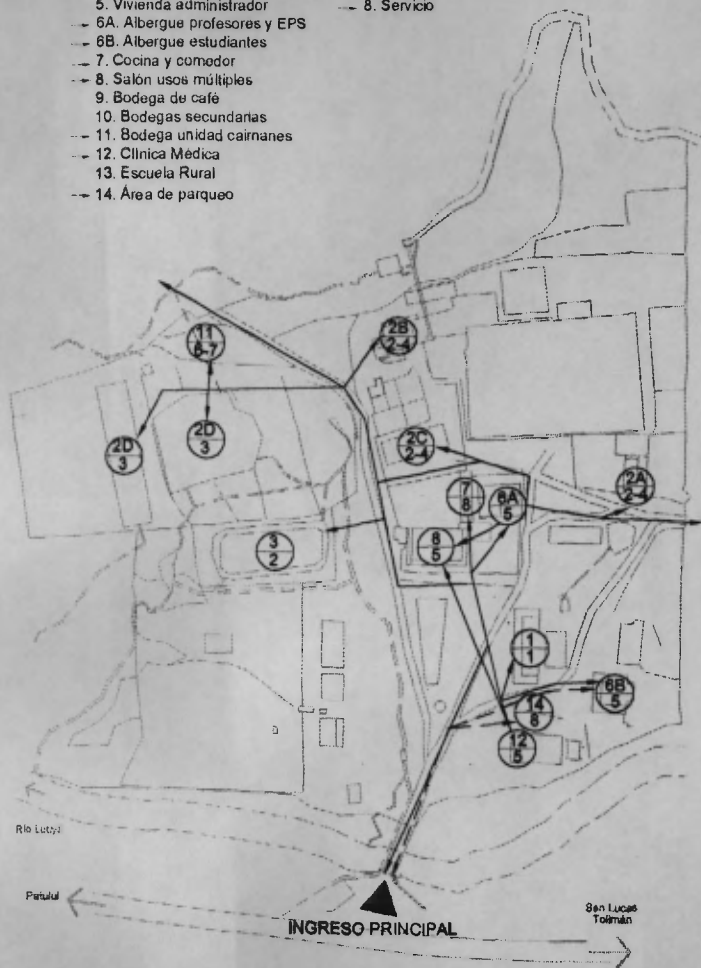 5. Vivienda administrador
6A. Albergue profesores y EPS
6B. Albergue estudiantes
7. Cocina y comedor
8. Salón usos múltiples
9. Bodega de café
10. Bodegas secundarias
11. Bodega unidad caimanes
12. Clínica Médica
13. Escuela Rural
14. Área de parqueo
8. Servicio
11
6-7
2B
2-4
2D
3
2D
3
2C
2-4
7
8
6A
5
2A
2-4
3
2
8
5
1
1
6B
5
14
8
12
5
Río
Patulul
San Lucas
Tolimán
INGRESO PRINCIPAL